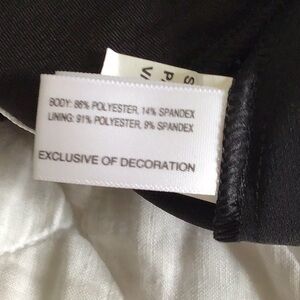 BODY: 86% POLYESTER, 14% SPANDEX
LINING: 91% POLYESTER, 9% SPANDEX
EXCLUSIVE OF DECORATION